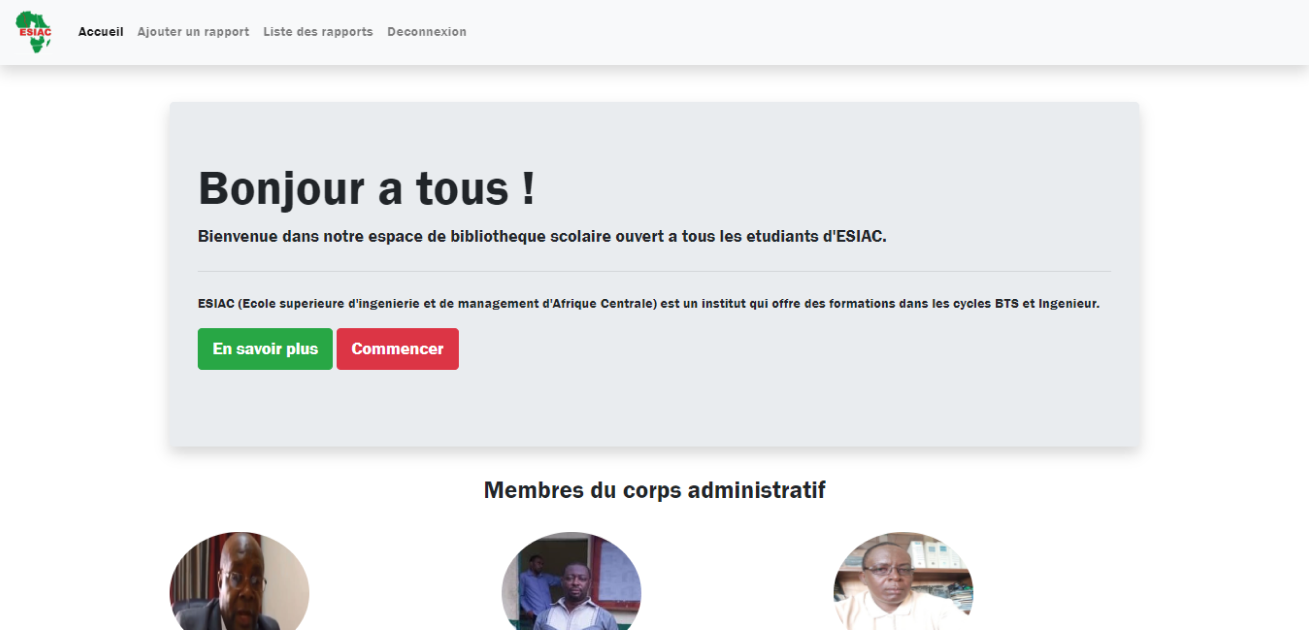 ESIAC
Accueil Ajouter un rapport Liste des rapports Deconnexion
Bonjour a tous !
Bienvenue dans notre espace de bibliotheque scolaire ouvert a tous les etudiants d'ESIAC.
ESIAC (Ecole superieure d'ingenierie et de management d'Afrique Centrale) est un institut qui offre des formations dans les cycles BTS et Ingenieur.
En savoir plus Commencer
Membres du corps administratif